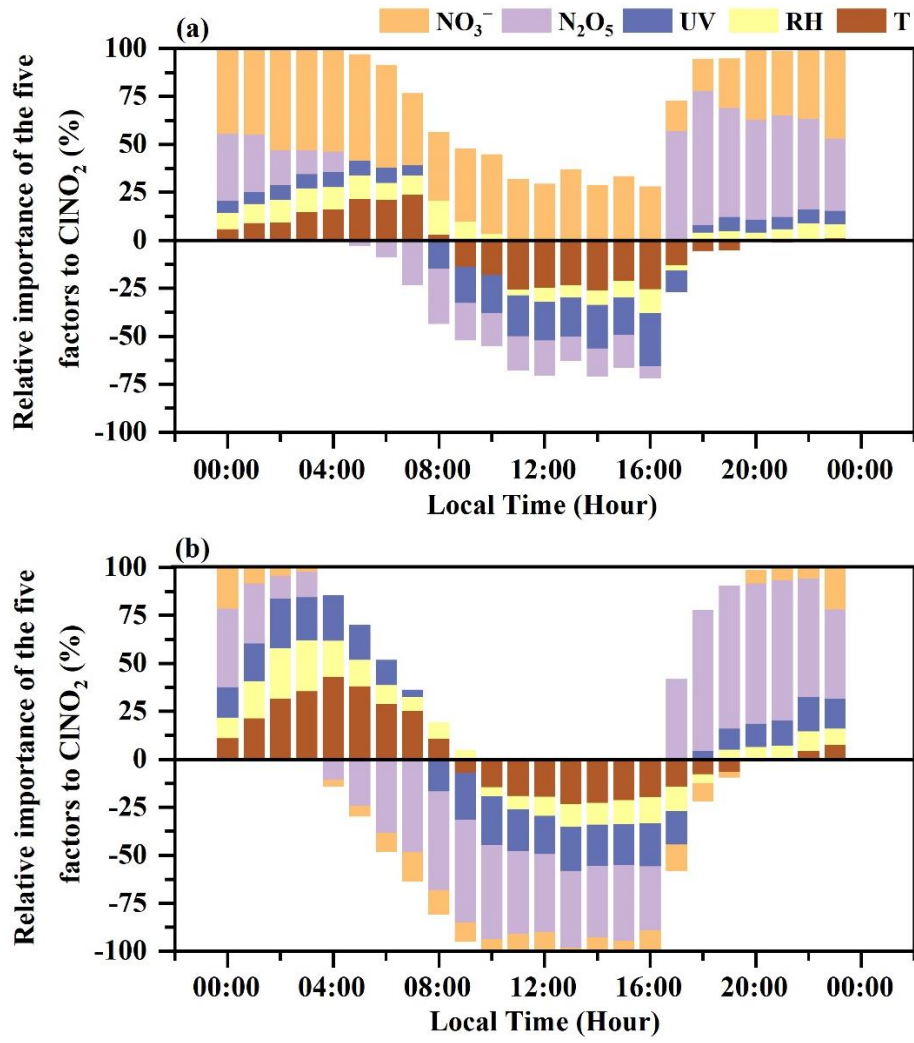 NO₃⁻ N₂O₅ UV RH T
(a)
Relative importance of the five
factors to ClNO₂ (%)
100
75
50
25
0
-25
-50
-75
-100
00:00 04:00 08:00 12:00 16:00 20:00 00:00
Local Time (Hour)
(b)
Relative importance of the five
factors to ClNO₂ (%)
100
75
50
25
0
-25
-50
-75
-100
00:00 04:00 08:00 12:00 16:00 20:00 00:00
Local Time (Hour)